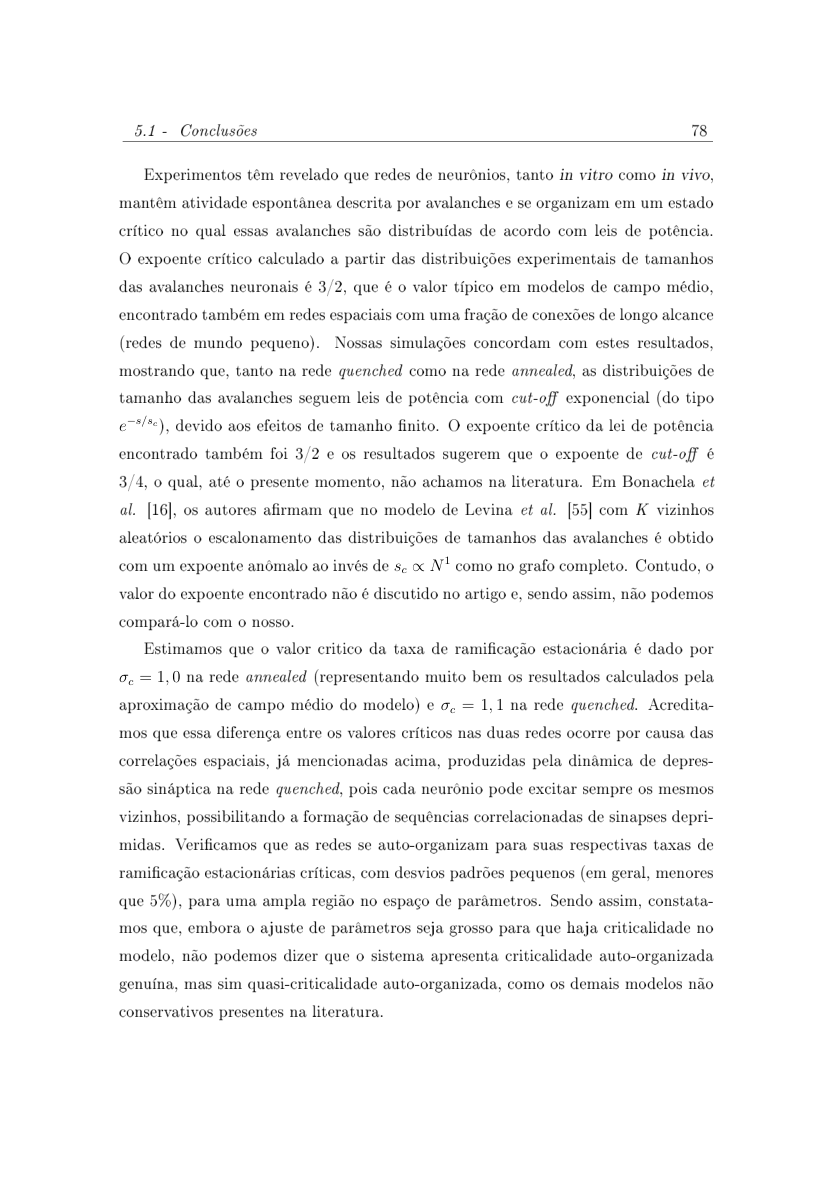 5.1 - Conclusões 78
Experimentos têm revelado que redes de neurônios, tanto in vitro como in vivo,
mantêm atividade espontânea descrita por avalanches e se organizam em um estado
crítico no qual essas avalanches são distribuídas de acordo com leis de potência.
O expoente crítico calculado a partir das distribuições experimentais de tamanhos
das avalanches neuronais é 3/2, que é o valor típico em modelos de campo médio,
encontrado também em redes espaciais com uma fração de conexões de longo alcance
(redes de mundo pequeno). Nossas simulações concordam com estes resultados,
mostrando que, tanto na rede quenched como na rede annealed, as distribuições de
tamanho das avalanches seguem leis de potência com cut-off exponencial (do tipo
e^{-s/s_c}), devido aos efeitos de tamanho finito. O expoente crítico da lei de potência
encontrado também foi 3/2 e os resultados sugerem que o expoente de cut-off é
3/4, o qual, até o presente momento, não achamos na literatura. Em Bonachela et
al. [16], os autores afirmam que no modelo de Levina et al. [55] com K vizinhos
aleatórios o escalonamento das distribuições de tamanhos das avalanches é obtido
com um expoente anômalo ao invés de s_c ∝ N^1 como no grafo completo. Contudo, o
valor do expoente encontrado não é discutido no artigo e, sendo assim, não podemos
compará-lo com o nosso.
Estimamos que o valor critico da taxa de ramificação estacionária é dado por
σ_c = 1,0 na rede annealed (representando muito bem os resultados calculados pela
aproximação de campo médio do modelo) e σ_c = 1,1 na rede quenched. Acredita-
mos que essa diferença entre os valores críticos nas duas redes ocorre por causa das
correlações espaciais, já mencionadas acima, produzidas pela dinâmica de depres-
são sináptica na rede quenched, pois cada neurônio pode excitar sempre os mesmos
vizinhos, possibilitando a formação de sequências correlacionadas de sinapses depri-
midas. Verificamos que as redes se auto-organizam para suas respectivas taxas de
ramificação estacionárias críticas, com desvios padrões pequenos (em geral, menores
que 5%), para uma ampla região no espaço de parâmetros. Sendo assim, constata-
mos que, embora o ajuste de parâmetros seja grosso para que haja criticalidade no
modelo, não podemos dizer que o sistema apresenta criticalidade auto-organizada
genuína, mas sim quasi-criticalidade auto-organizada, como os demais modelos não
conservativos presentes na literatura.